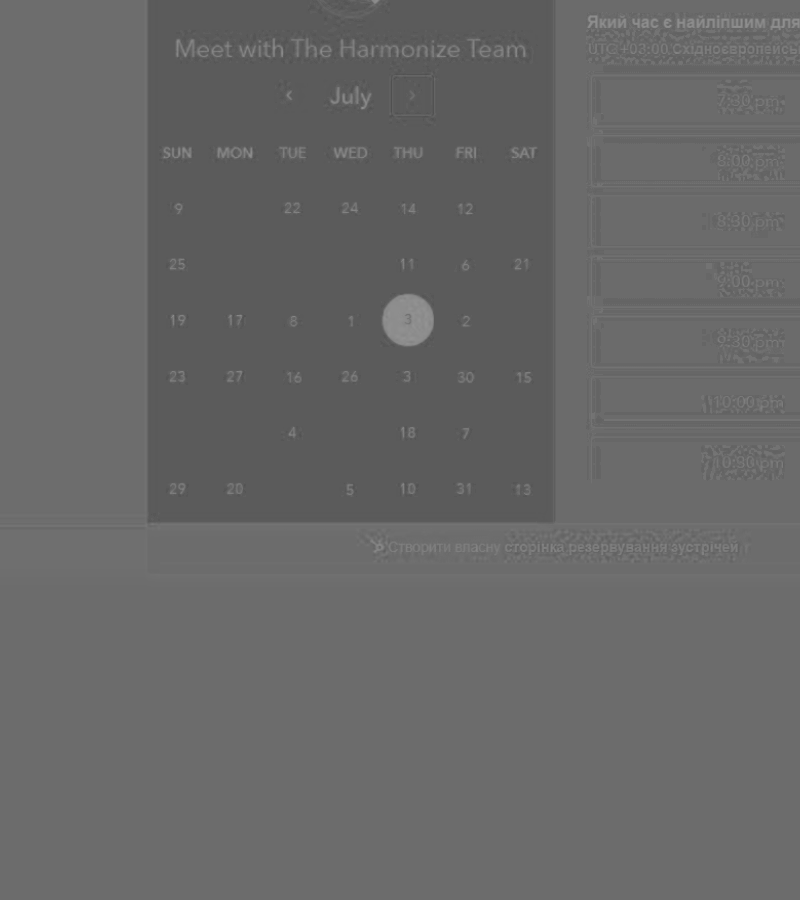 Meet with The Harmonize Team
‹ July ›
SUN MON TUE WED THU FRI SAT
9 22 24 14 12
25 11 6 21
19 17 8 1 3 2
23 27 16 26 3 30 15
4 18 7
29 20 5 10 31 13
Який час є найліпшим для
UTC +03:00 Східноєвропейсь
7:30 pm
8:00 pm
8:30 pm
9:00 pm
9:30 pm
10:00 pm
10:30 pm
Створити власну сторінка резервування зустрічей